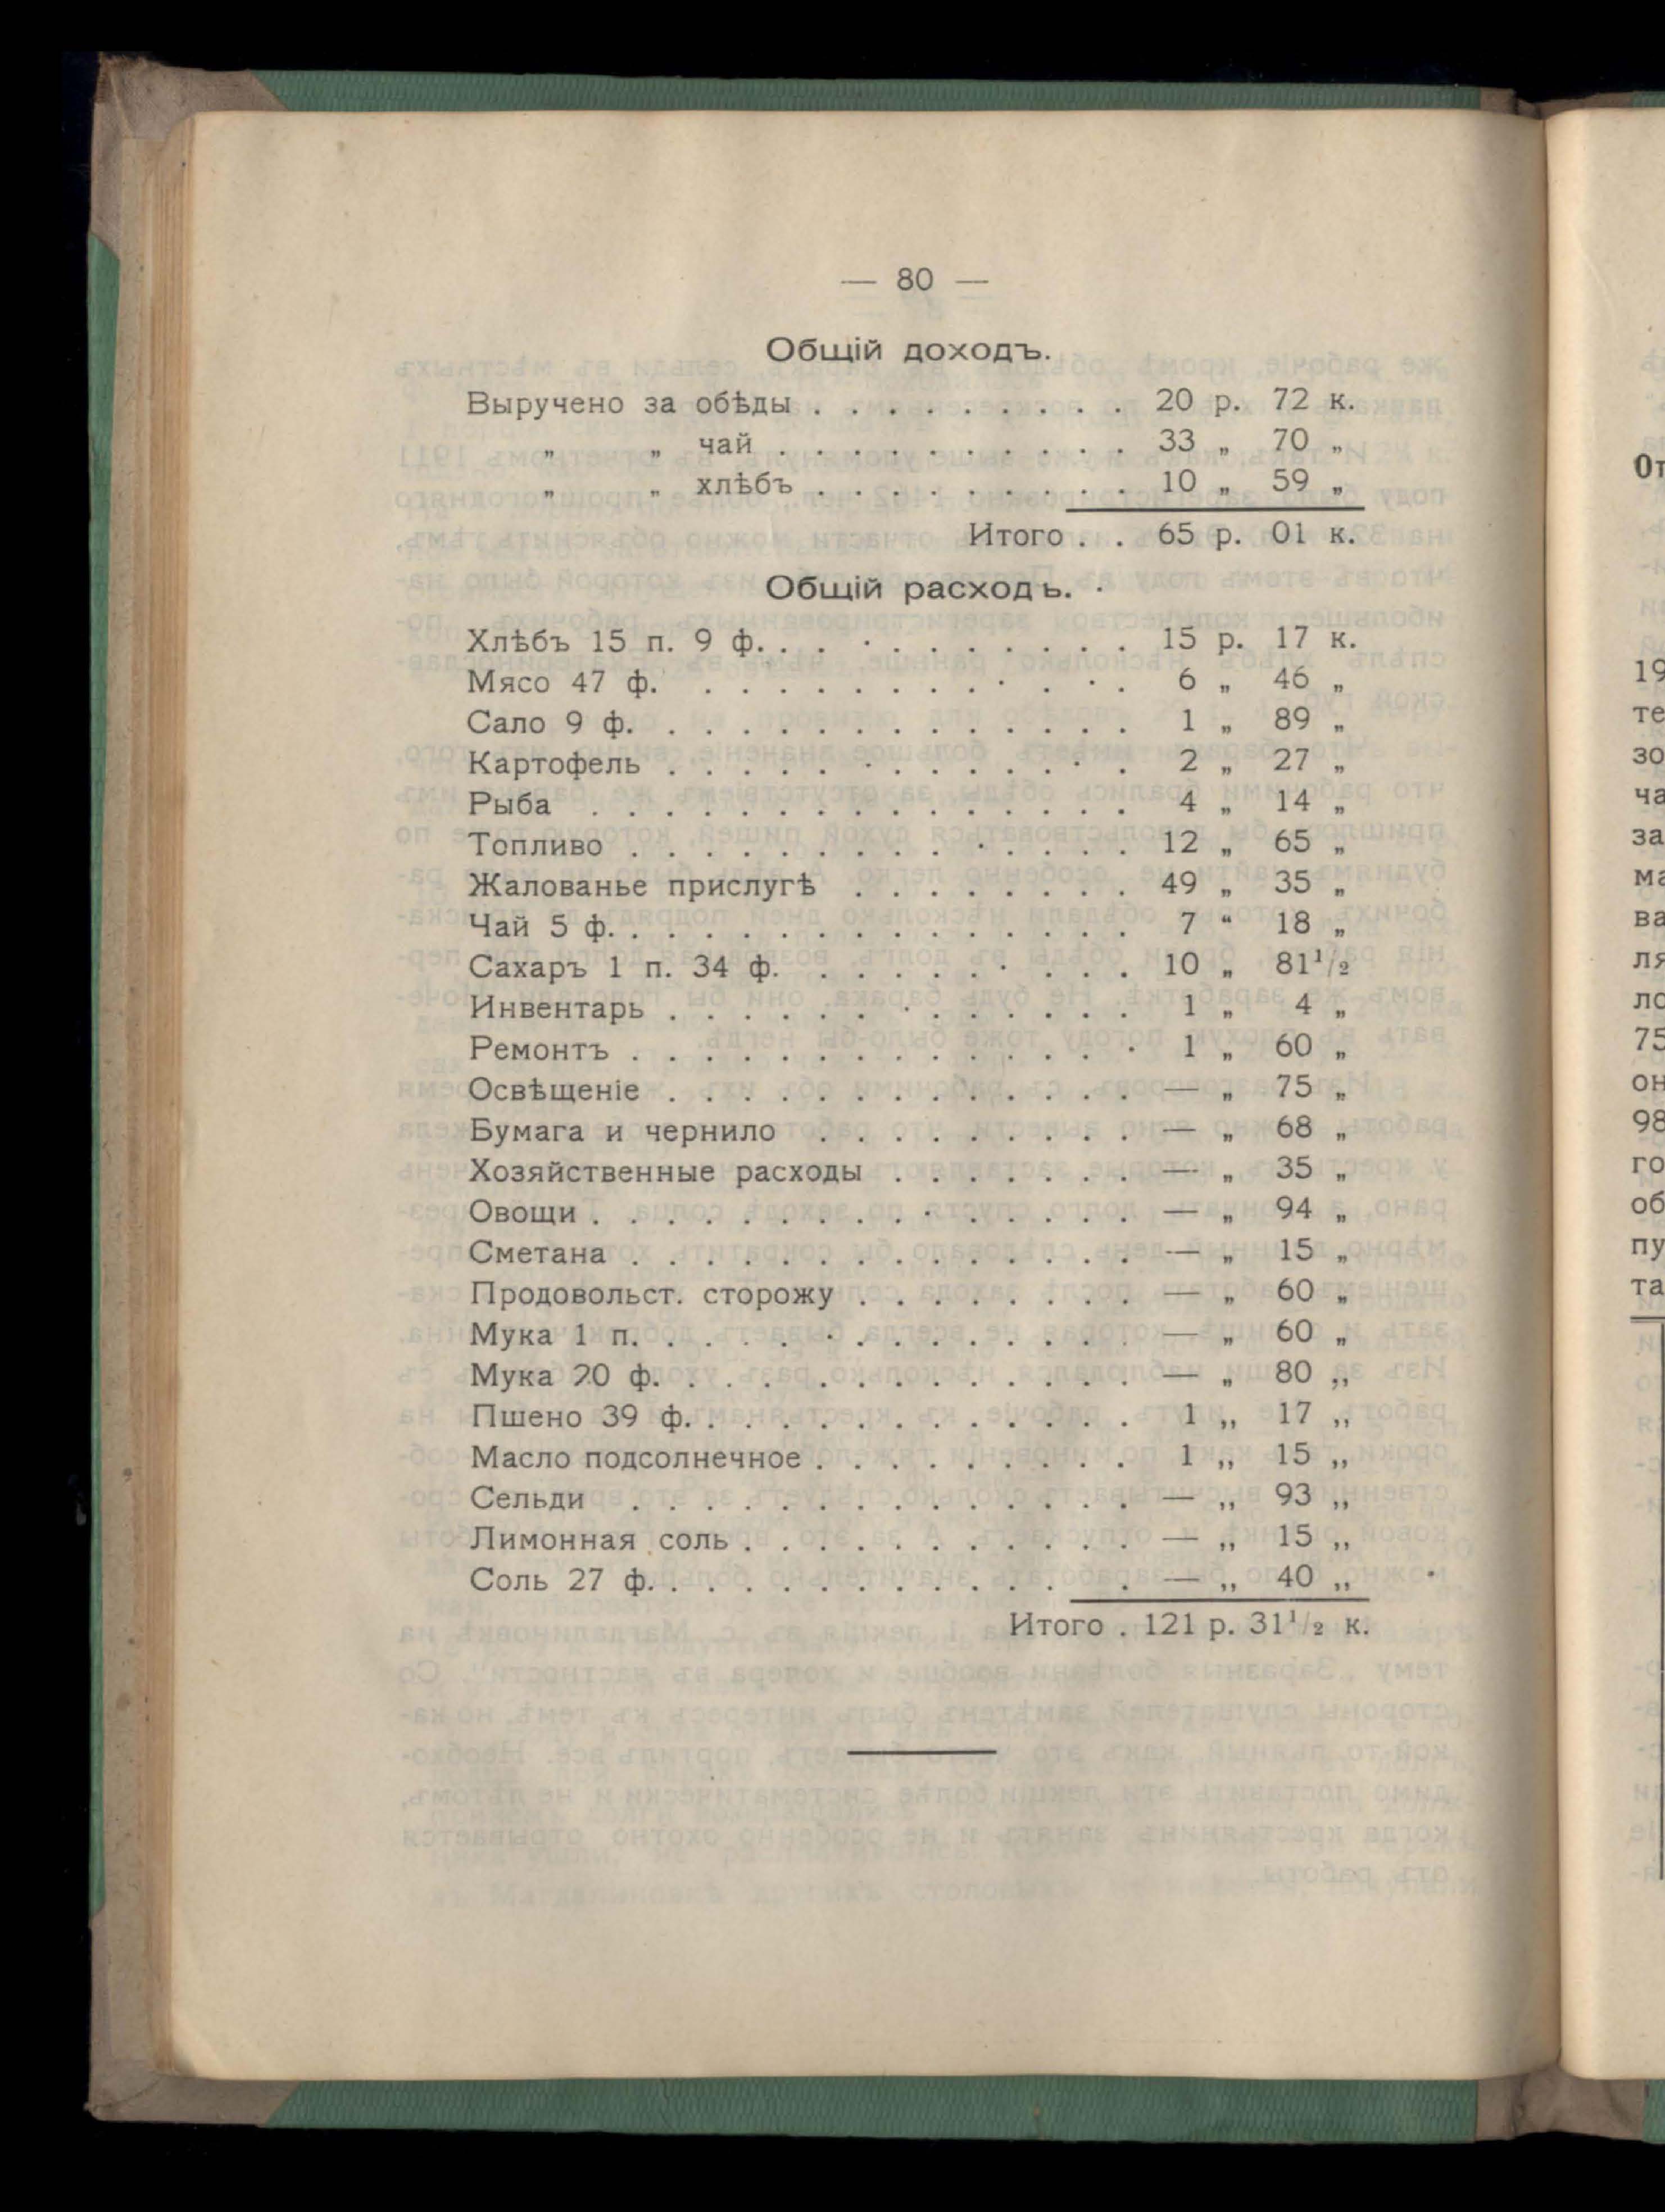 — 80 —
Общій доходъ.
Выручено за обѣды . . . . . . . . . 20 р. 72 к.
„ „ чай . . . . . . . . . . 33 „ 70 „
„ „ хлѣбъ . . . . . . . . . 10 „ 59 „
Итого . . 65 р. 01 к.
Общій расходъ.
Хлѣбъ 15 п. 9 ф. . . . . . . . . . . 15 р. 17 к.
Мясо 47 ф. . . . . . . . . . . . . 6 „ 46 „
Сало 9 ф. . . . . . . . . . . . . . 1 „ 89 „
Картофель . . . . . . . . . . . . . 2 „ 27 „
Рыба . . . . . . . . . . . . . . . 4 „ 14 „
Топливо . . . . . . . . . . . . . . 12 „ 65 „
Жалованье прислугѣ . . . . . . . . 49 „ 35 „
Чай 5 ф. . . . . . . . . . . . . . . 7 “ 18 „
Сахаръ 1 п. 34 ф. . . . . . . . . . 10 „ 81¹/₂
Инвентарь . . . . . . . . . . . . . 1 „ 4 „
Ремонтъ . . . . . . . . . . . . . . 1 „ 60 „
Освѣщеніе . . . . . . . . . . . . . — „ 75 „
Бумага и чернило . . . . . . . . . — „ 68 „
Хозяйственные расходы . . . . . . . — „ 35 „
Овощи . . . . . . . . . . . . . . . — „ 94 „
Сметана . . . . . . . . . . . . . . — „ 15 „
Продовольст. сторожу . . . . . . . . — „ 60 „
Мука 1 п. . . . . . . . . . . . . . — „ 60 „
Мука 20 ф. . . . . . . . . . . . . . — „ 80 „
Пшено 39 ф. . . . . . . . . . . . . 1 „ 17 „
Масло подсолнечное . . . . . . . . . 1 „ 15 „
Сельди . . . . . . . . . . . . . . — „ 93 „
Лимонная соль . . . . . . . . . . . — „ 15 „
Соль 27 ф. . . . . . . . . . . . . . — „ 40 „
Итого . 121 р. 31¹/₂ к.